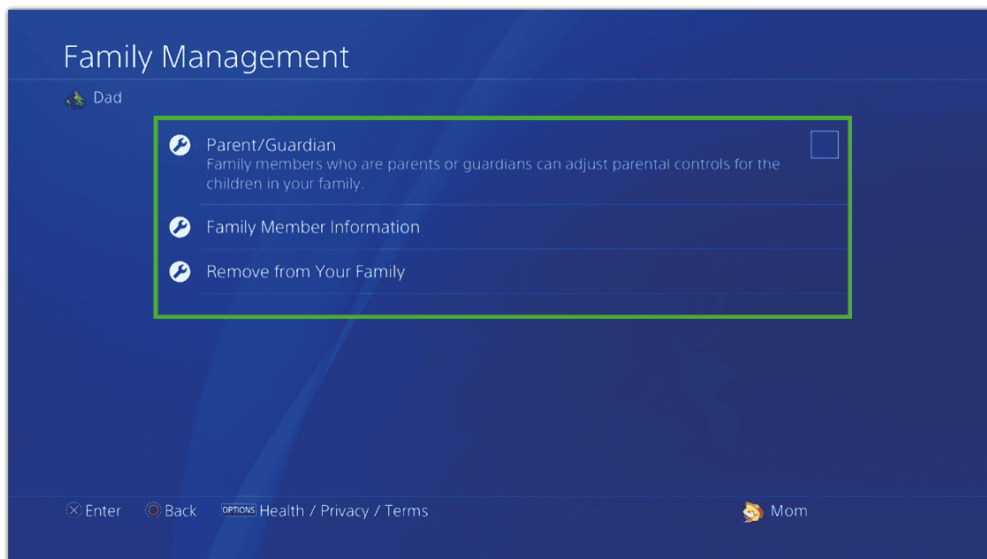 Family Management
Dad
Parent/Guardian
Family members who are parents or guardians can adjust parental controls for the
children in your family.
Family Member Information
Remove from Your Family
Enter Back OPTIONS Health / Privacy / Terms Mom